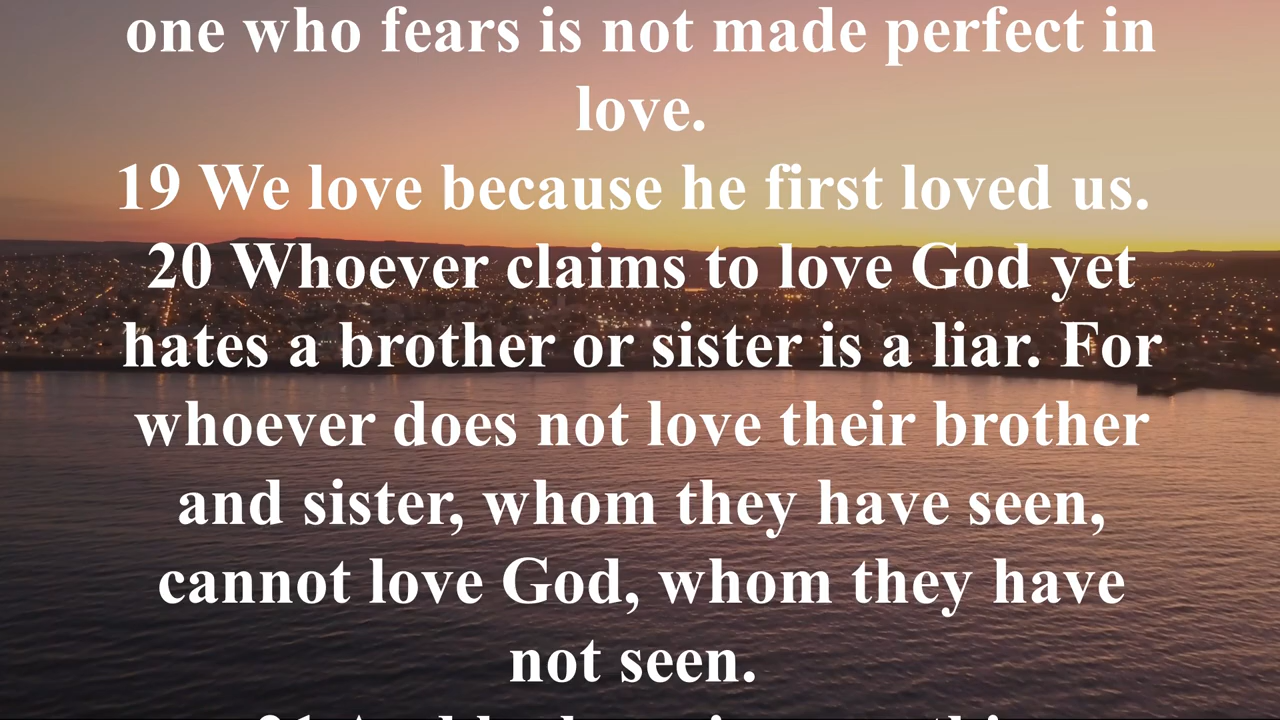 one who fears is not made perfect in
love.
19 We love because he first loved us.
20 Whoever claims to love God yet
hates a brother or sister is a liar. For
whoever does not love their brother
and sister, whom they have seen,
cannot love God, whom they have
not seen.